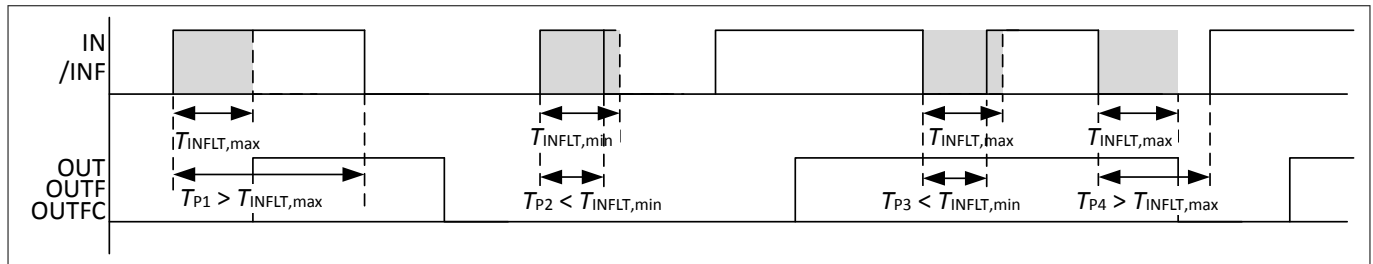 IN
/INF
TINFLT,max TINFLT,min TINFLT,max TINFLT,max
OUT
OUTF
OUTFC
TP1 > TINFLT,max TP2 < TINFLT,min TP3 < TINFLT,min TP4 > TINFLT,max